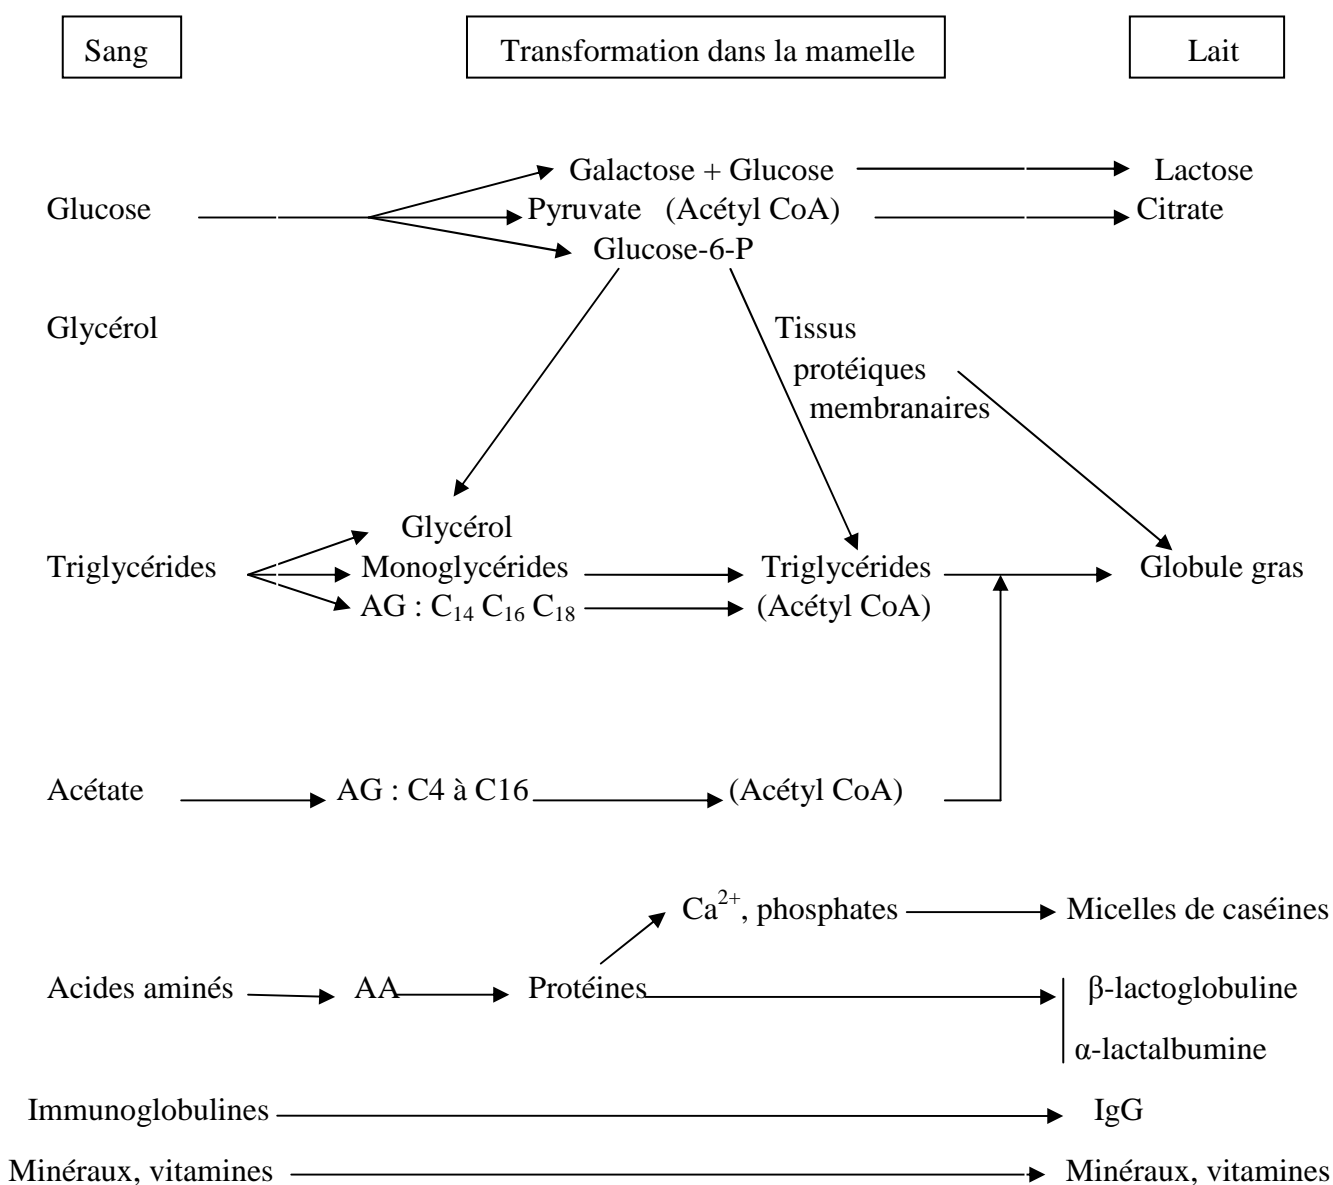 Sang Transformation dans la mamelle Lait
Galactose + Glucose Lactose
Glucose Pyruvate (Acétyl CoA) Citrate
Glucose-6-P
Glycérol Tissus
protéiques
membranaires
Glycérol
Triglycérides Monoglycérides Triglycérides Globule gras
AG : C₁₄ C₁₆ C₁₈ (Acétyl CoA)
Acétate AG : C4 à C16 (Acétyl CoA)
Ca²⁺, phosphates Micelles de caséines
Acides aminés AA Protéines β-lactoglobuline
α-lactalbumine
Immunoglobulines IgG
Minéraux, vitamines Minéraux, vitamines